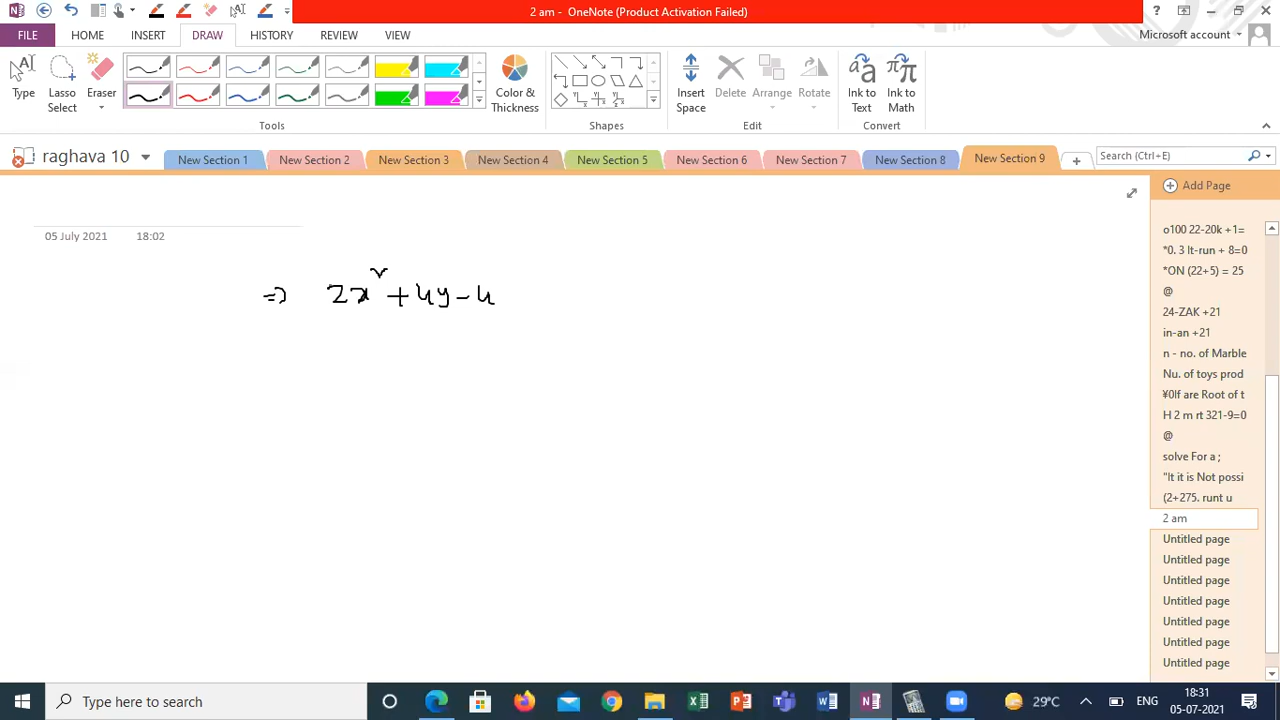 2 am - OneNote (Product Activation Failed)
?
FILE HOME INSERT DRAW HISTORY REVIEW VIEW
Microsoft account
Type
Lasso Select
Eraser
Color & Thickness
Insert Space
Delete
Arrange
Rotate
Ink to Text
Ink to Math
Tools
Shapes
Edit
Convert
raghava 10
New Section 1 New Section 2 New Section 3 New Section 4 New Section 5 New Section 6 New Section 7 New Section 8 New Section 9
Search (Ctrl+E)
Add Page
05 July 2021 18:02
⇒ 2x² + 4y - 4
o100 22-20k +1=
*0. 3 lt-run + 8=0
*ON (22+5) = 25
@
24-ZAK +21
in-an +21
n - no. of Marble
Nu. of toys prod
¥0If are Root of t
H 2 m rt 321-9=0
@
solve For a ;
"It it is Not possi
(2+275. runt u
2 am
Untitled page
Untitled page
Untitled page
Untitled page
Untitled page
Untitled page
Untitled page
Type here to search
29°C
ENG
18:31
05-07-2021